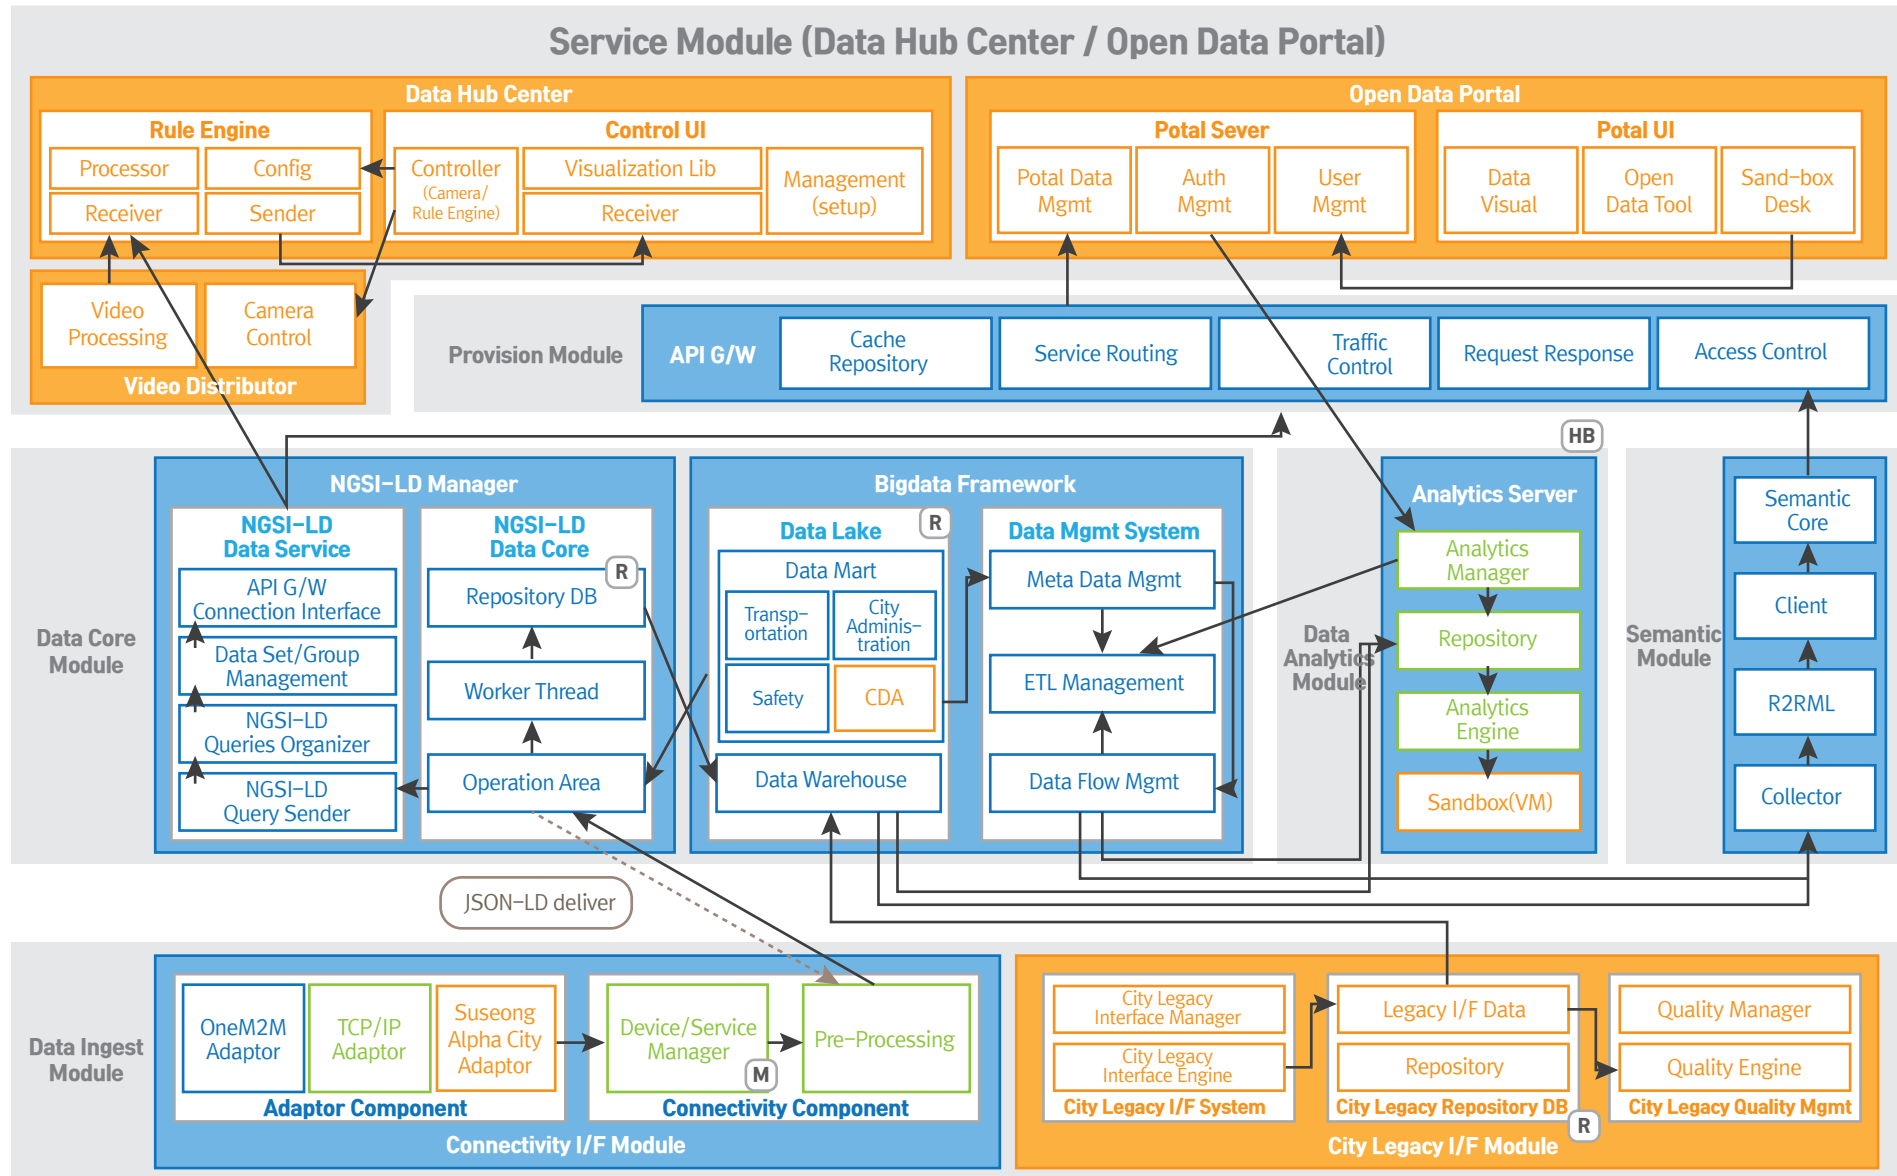 Service Module (Data Hub Center / Open Data Portal)
Data Hub Center
Rule Engine
Processor
Config
Receiver
Sender
Control UI
Controller
(Camera/
Rule Engine)
Visualization Lib
Receiver
Management
(setup)
Open Data Portal
Potal Sever
Potal Data
Mgmt
Auth
Mgmt
User
Mgmt
Potal UI
Data
Visual
Open
Data Tool
Sand-box
Desk
Video
Processing
Camera
Control
Video Distributor
Provision Module
API G/W
Cache
Repository
Service Routing
Traffic
Control
Request Response
Access Control
HB
Data Core
Module
NGSI-LD Manager
NGSI-LD
Data Service
API G/W
Connection Interface
Data Set/Group
Management
NGSI-LD
Queries Organizer
NGSI-LD
Query Sender
NGSI-LD
Data Core
R
Repository DB
Worker Thread
Operation Area
Bigdata Framework
Data Lake
R
Data Mart
Transp-
ortation
City
Adminis-
tration
Safety
CDA
Data Warehouse
Data Mgmt System
Meta Data Mgmt
ETL Management
Data Flow Mgmt
Data
Analytics
Module
Analytics Server
Analytics
Manager
Repository
Analytics
Engine
Sandbox(VM)
Semantic
Module
Semantic
Core
Client
R2RML
Collector
JSON-LD deliver
Data Ingest
Module
OneM2M
Adaptor
TCP/IP
Adaptor
Suseong
Alpha City
Adaptor
Adaptor Component
Device/Service
Manager
M
Pre-Processing
Connectivity Component
Connectivity I/F Module
City Legacy
Interface Manager
City Legacy
Interface Engine
City Legacy I/F System
Legacy I/F Data
Repository
City Legacy Repository DB
R
Quality Manager
Quality Engine
City Legacy Quality Mgmt
City Legacy I/F Module